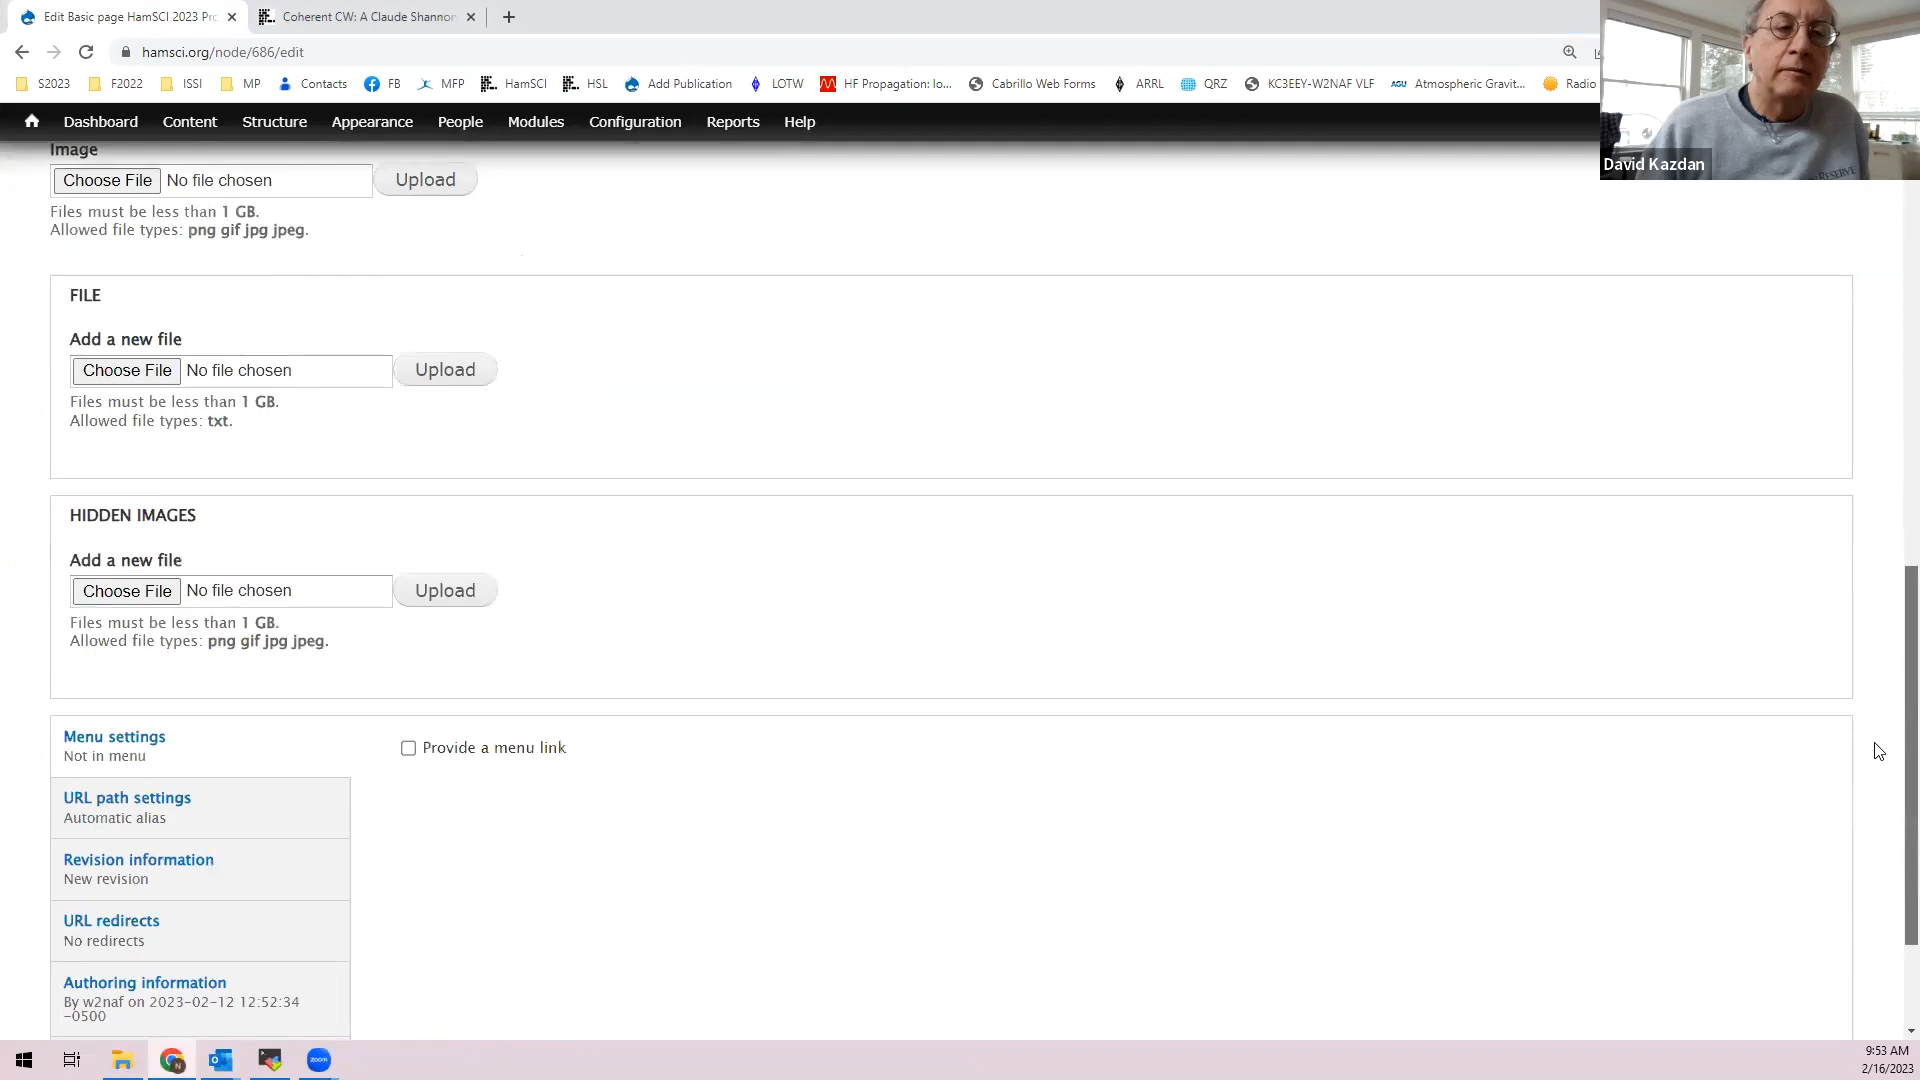 Edit Basic page HamSCI 2023 Pro
Coherent CW: A Claude Shannon
hamsci.org/node/686/edit
S2023
F2022
ISSI
MP
Contacts
FB
MFP
HamSCI
HSL
Add Publication
LOTW
HF Propagation: lo...
Cabrillo Web Forms
ARRL
QRZ
KC3EEY-W2NAF VLF
AGU
Atmospheric Gravit...
Radio
Dashboard
Content
Structure
Appearance
People
Modules
Configuration
Reports
Help
David Kazdan
Image
Choose File No file chosen
Upload
Files must be less than 1 GB.
Allowed file types: png gif jpg jpeg.
FILE
Add a new file
Choose File No file chosen
Upload
Files must be less than 1 GB.
Allowed file types: txt.
HIDDEN IMAGES
Add a new file
Choose File No file chosen
Upload
Files must be less than 1 GB.
Allowed file types: png gif jpg jpeg.
Menu settings
Not in menu
Provide a menu link
URL path settings
Automatic alias
Revision information
New revision
URL redirects
No redirects
Authoring information
By w2naf on 2023-02-12 12:52:34
-0500
zoom
9:53 AM
2/16/2023